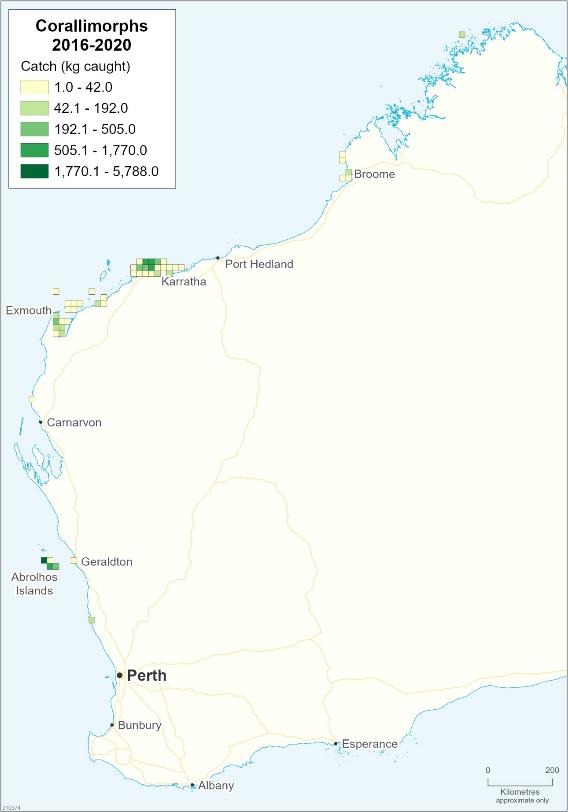 Corallimorphs
2016-2020
Catch (kg caught)
1.0 - 42.0
42.1 - 192.0
192.1 - 505.0
505.1 - 1,770.0
1,770.1 - 5,788.0
Broome
Port Hedland
Karratha
Exmouth
Carnarvon
Geraldton
Abrolhos
Islands
Perth
Bunbury
Esperance
Albany
0 200
Kilometres
approximate only